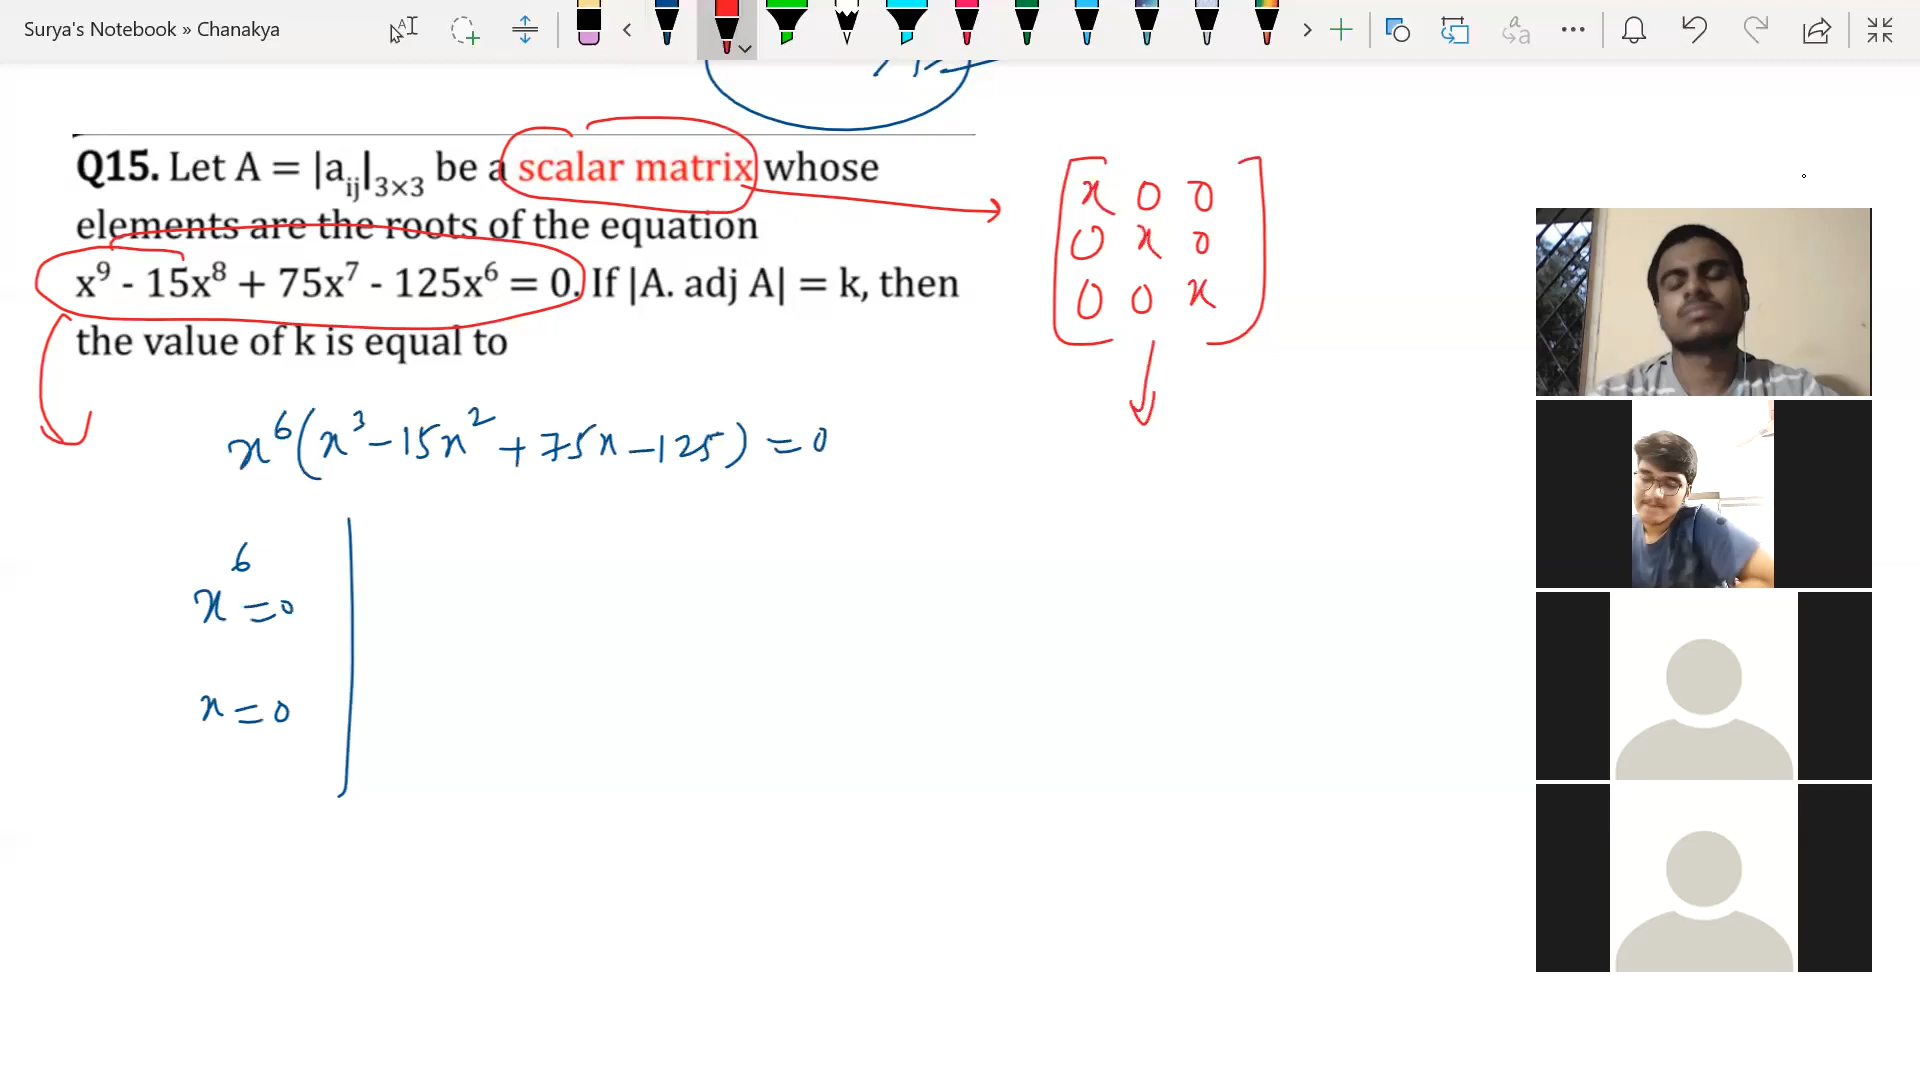 Surya's Notebook » Chanakya
Q15. Let A = |aᵢⱼ|₃ₓ₃ be a scalar matrix whose
elements are the roots of the equation
x⁹ - 15x⁸ + 75x⁷ - 125x⁶ = 0. If |A. adj A| = k, then
the value of k is equal to
x 0 0
0 x 0
0 0 x
x⁶(x³ - 15x² + 75x - 125) = 0
x⁶ = 0
x = 0